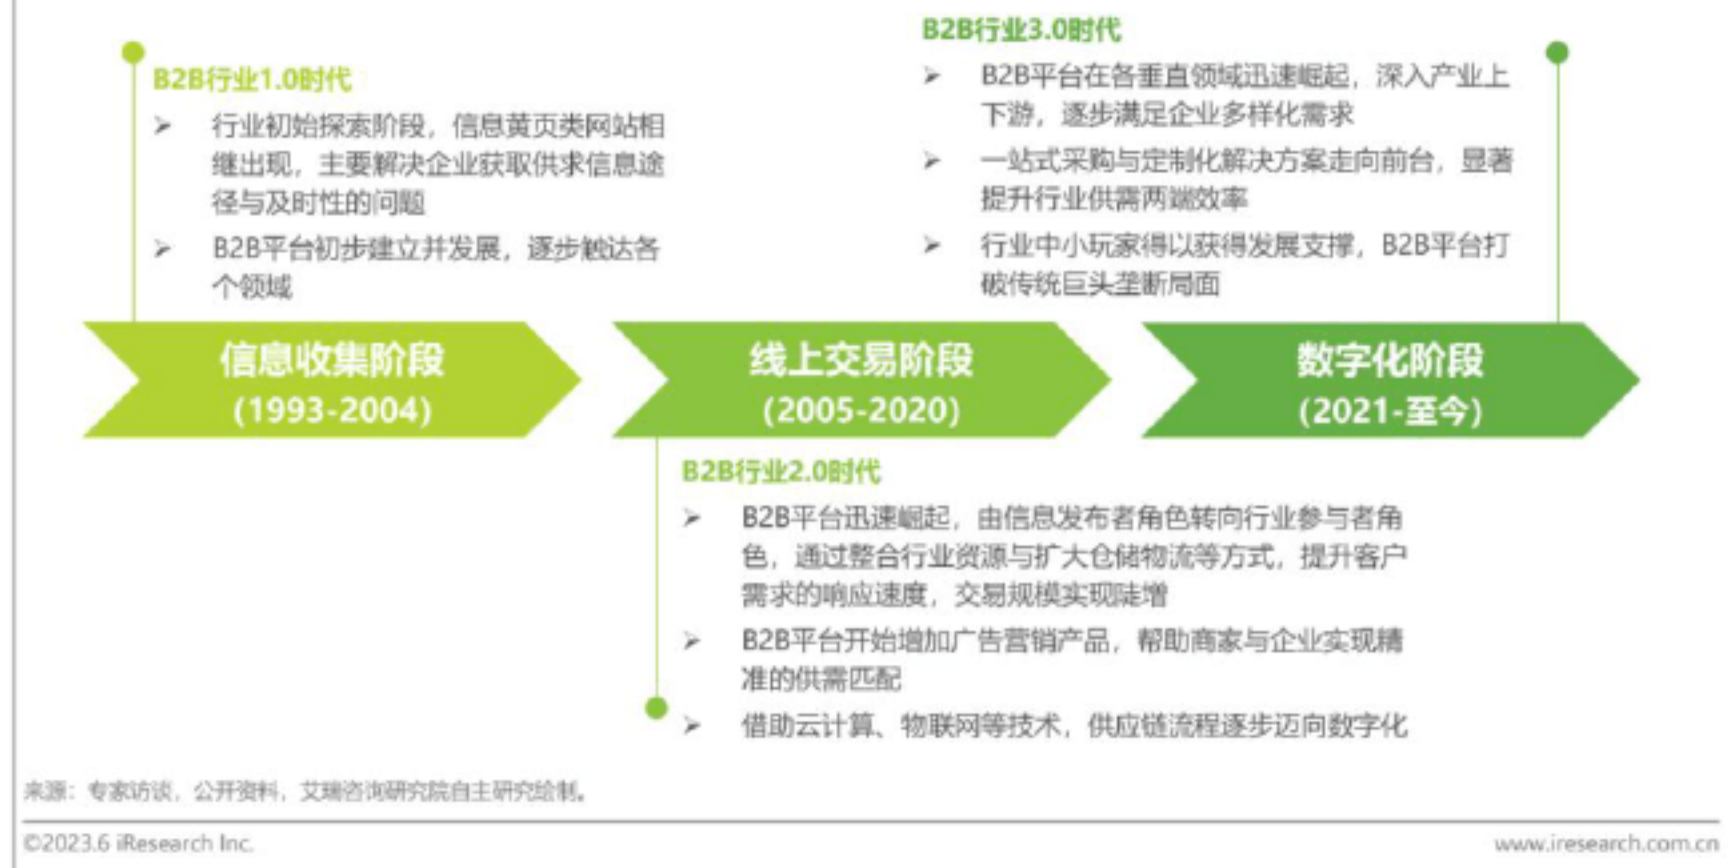 B2B行业1.0时代
➢ 行业初始探索阶段，信息黄页类网站相
继出现，主要解决企业获取供求信息途
径与及时性的问题
➢ B2B平台初步建立并发展，逐步触达各
个领域
B2B行业3.0时代
➢ B2B平台在各垂直领域迅速崛起，深入产业上
下游，逐步满足企业多样化需求
➢ 一站式采购与定制化解决方案走向前台，显著
提升行业供需两端效率
➢ 行业中小玩家得以获得发展支撑，B2B平台打
破传统巨头垄断局面
信息收集阶段
(1993-2004)
线上交易阶段
(2005-2020)
数字化阶段
(2021-至今)
B2B行业2.0时代
➢ B2B平台迅速崛起，由信息发布者角色转向行业参与者角
色，通过整合行业资源与扩大仓储物流等方式，提升客户
需求的响应速度，交易规模实现陡增
➢ B2B平台开始增加广告营销产品，帮助商家与企业实现精
准的供需匹配
➢ 借助云计算、物联网等技术，供应链流程逐步迈向数字化
来源：专家访谈，公开资料，艾瑞咨询研究院自主研究绘制。
©2023.6 iResearch Inc.
www.iresearch.com.cn